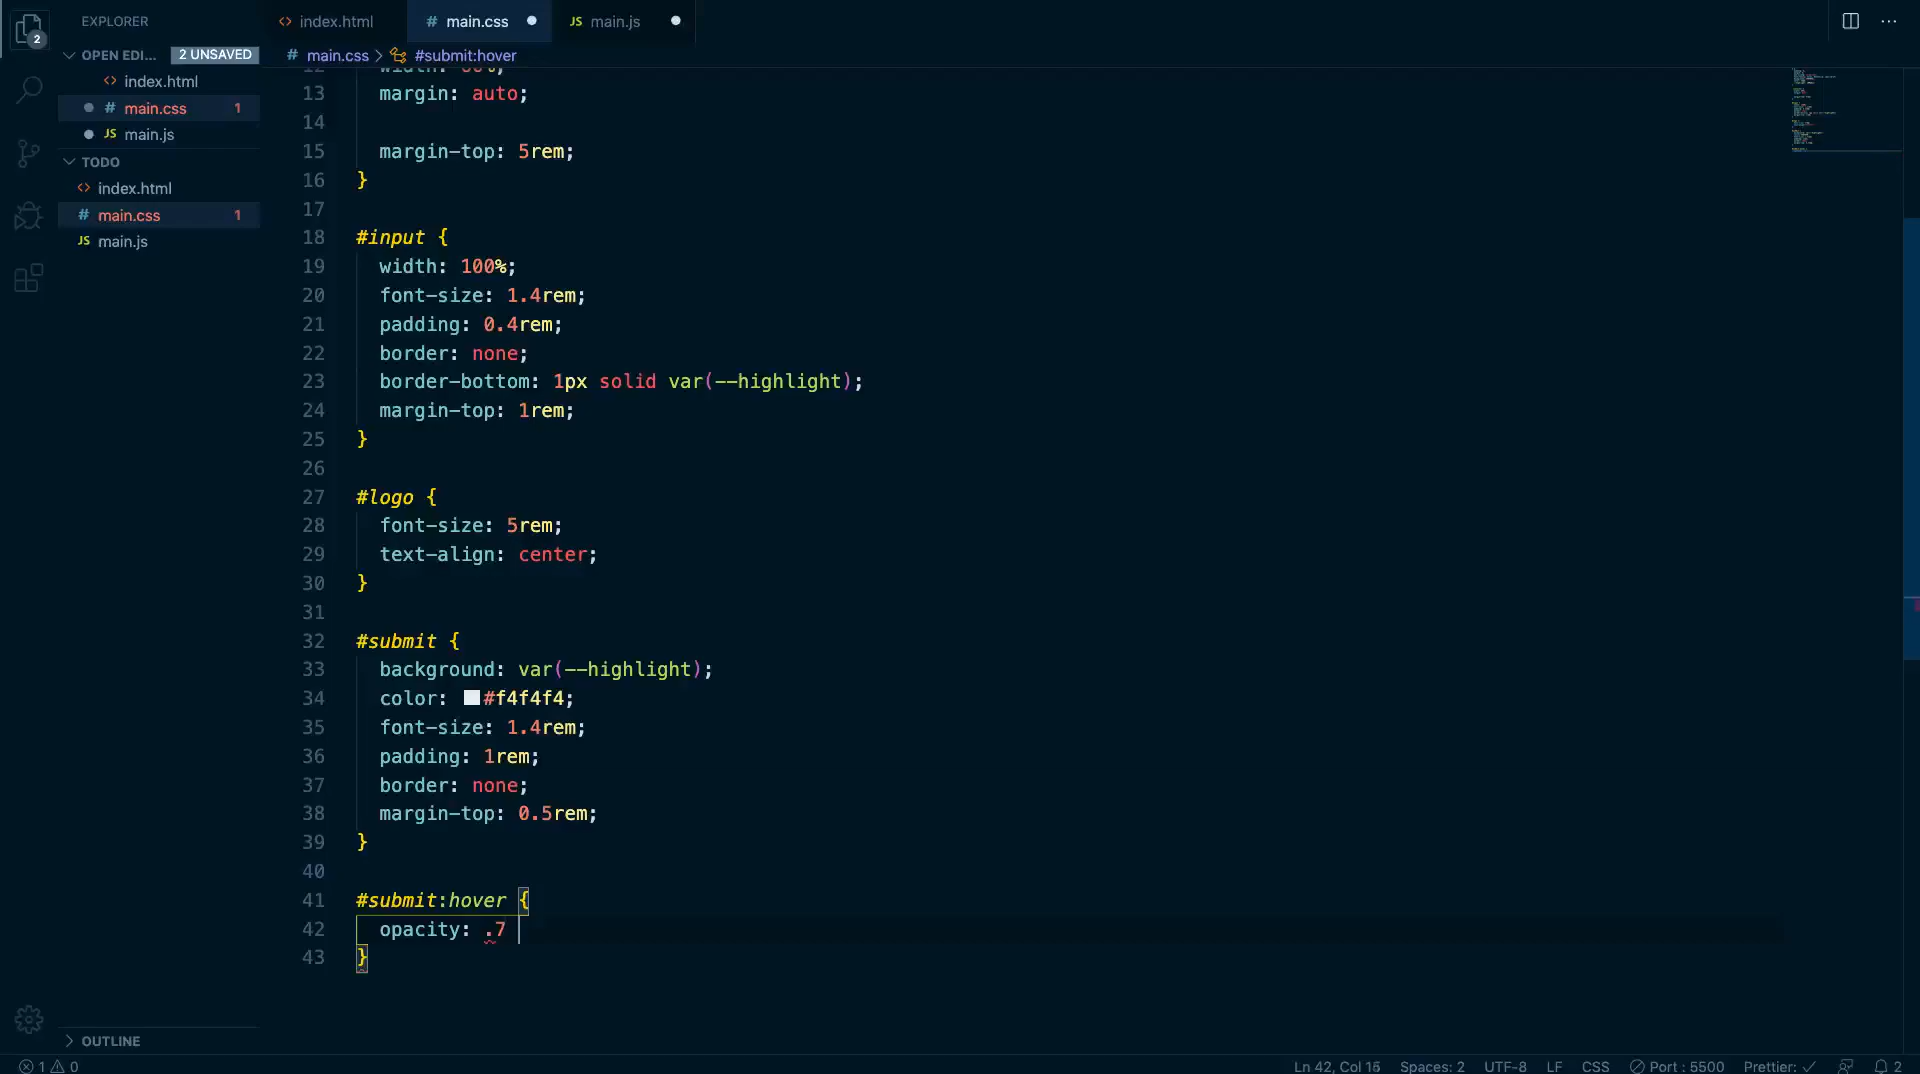 EXPLORER
index.html
# main.css
JS main.js
OPEN EDI...
2 UNSAVED
# main.css > #submit:hover
2
index.html
# main.css 1
JS main.js
TODO
index.html
# main.css 1
JS main.js
13 margin: auto;
14
15 margin-top: 5rem;
16 }
17
18 #input {
19 width: 100%;
20 font-size: 1.4rem;
21 padding: 0.4rem;
22 border: none;
23 border-bottom: 1px solid var(--highlight);
24 margin-top: 1rem;
25 }
26
27 #logo {
28 font-size: 5rem;
29 text-align: center;
30 }
31
32 #submit {
33 background: var(--highlight);
34 color: #f4f4f4;
35 font-size: 1.4rem;
36 padding: 1rem;
37 border: none;
38 margin-top: 0.5rem;
39 }
40
41 #submit:hover {
42 opacity: .7
43 }
OUTLINE
1 0
Ln 42, Col 15
Spaces: 2
UTF-8
LF
CSS
Port : 5500
Prettier: ✓
2